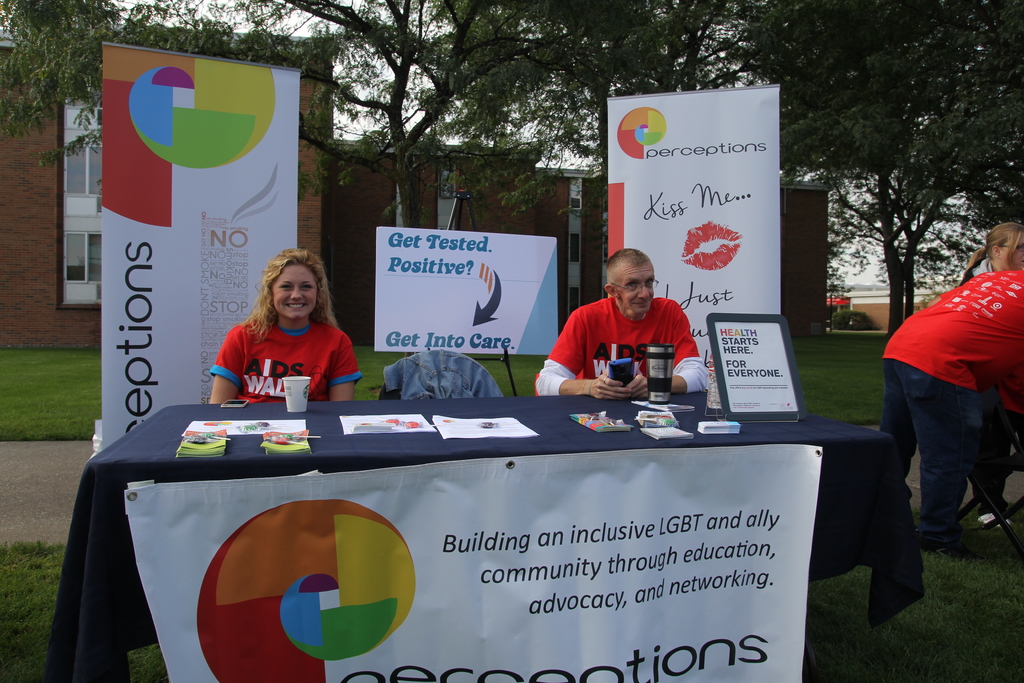 perceptions
NO
STOP
perceptions
Kiss Me...
I Just
Get Tested.
Positive?
Get Into Care.
AIDS
WALK
AIDS
HEALTH
STARTS
HERE.
FOR
EVERYONE.
Building an inclusive LGBT and ally
community through education,
advocacy, and networking.
perceptions